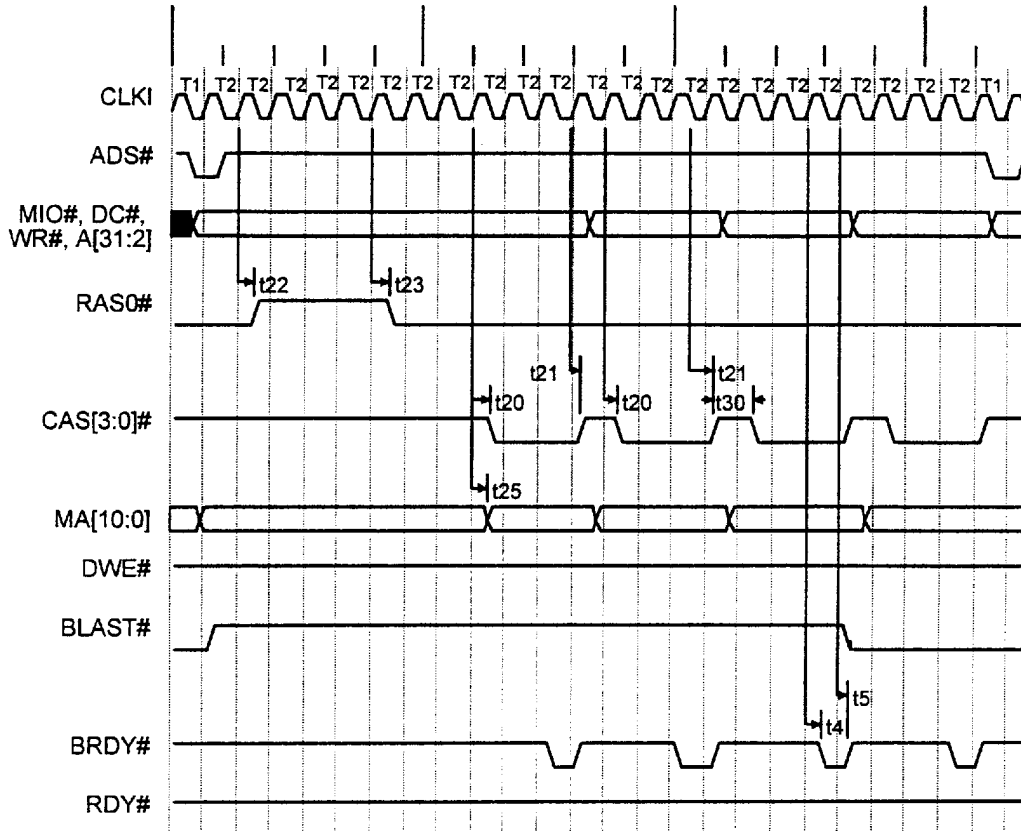 T1 T2 T2 T2 T2 T2 T2 T2 T2 T2 T2 T2 T2 T2 T2 T2 T2 T2 T2 T2 T2 T2 T2 T2 T1
CLKI
ADS#
MIO#, DC#,
WR#, A[31:2]
t22 t23
RAS0#
t21 t21
t20 t20 t30
CAS[3:0]#
t25
MA[10:0]
DWE#
BLAST#
t5
t4
BRDY#
RDY#